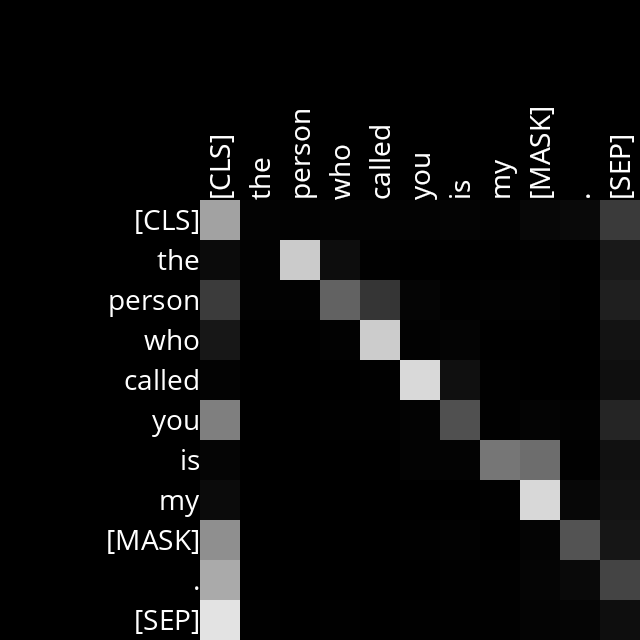 [CLS] the person who called you is my [MASK] . [SEP]
[CLS]
the
person
who
called
you
is
my
[MASK]
.
[SEP]